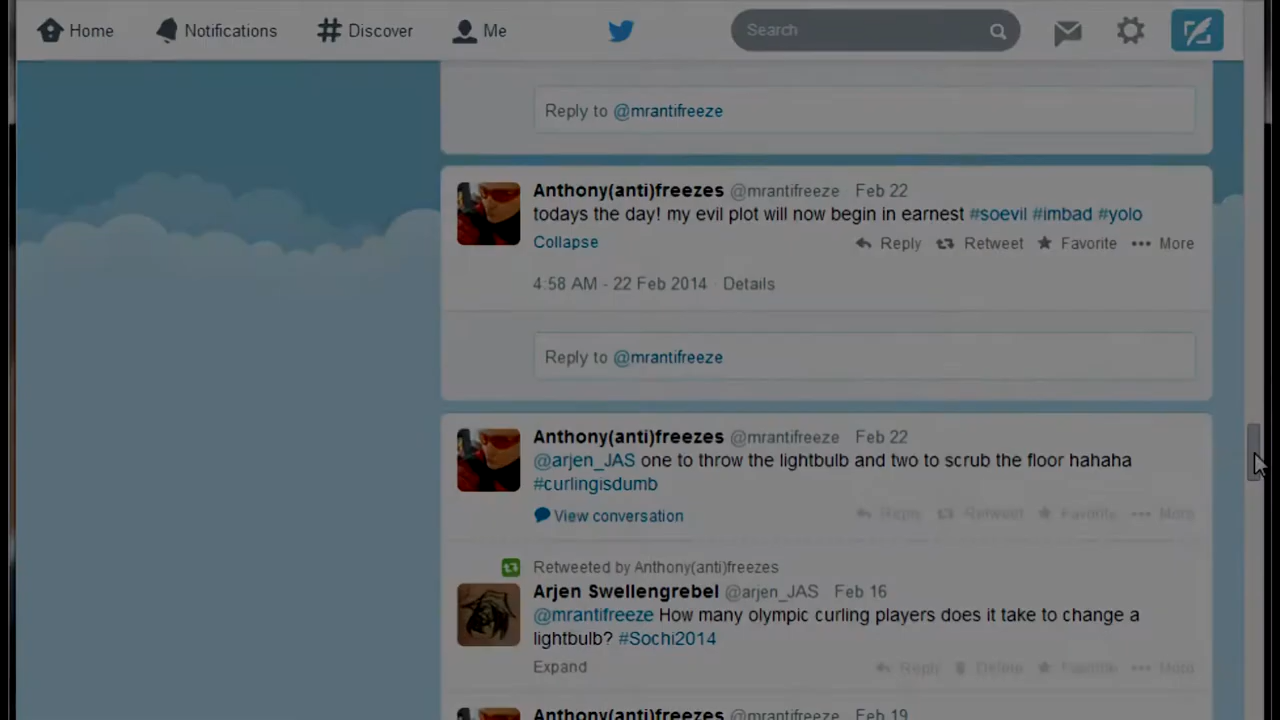 Home Notifications Discover Me Search
Reply to @mrantifreeze
Anthony(anti)freezes @mrantifreeze Feb 22
todays the day! my evil plot will now begin in earnest #soevil #imbad #yolo
Collapse Reply Retweet Favorite More
4:58 AM - 22 Feb 2014 · Details
Reply to @mrantifreeze
Anthony(anti)freezes @mrantifreeze Feb 22
@arjen_JAS one to throw the lightbulb and two to scrub the floor hahaha
#curlingisdumb
View conversation Reply Retweet Favorite More
Retweeted by Anthony(anti)freezes
Arjen Swellengrebel @arjen_JAS Feb 16
@mrantifreeze How many olympic curling players does it take to change a
lightbulb? #Sochi2014
Expand Reply Delete Favorite More
Anthony(anti)freezes @mrantifreeze Feb 19